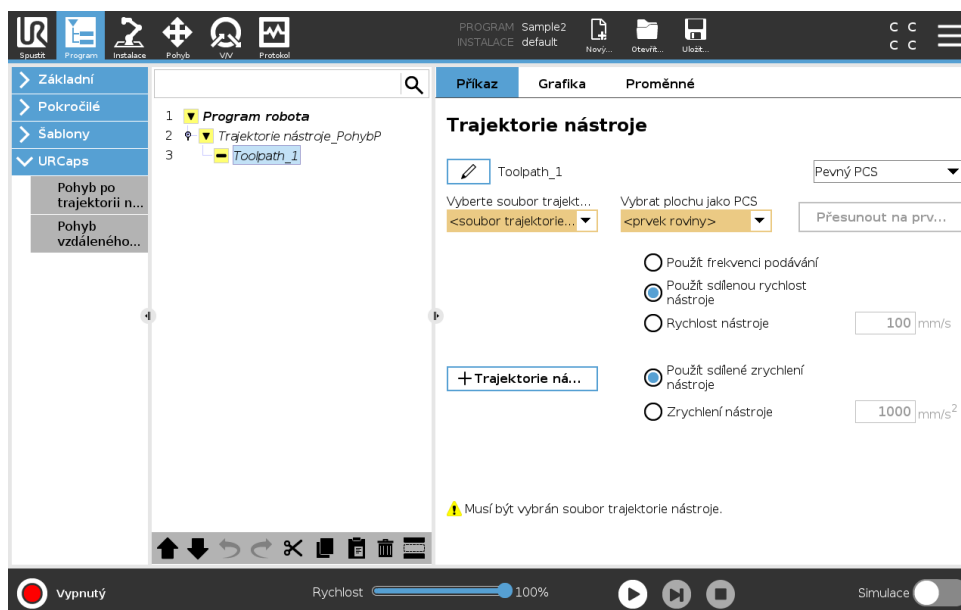 PROGRAM Sample2
INSTALACE default
Spustit Program Instalace Pohyb V/V Protokol
Nový... Otevřít... Uložit...
C C
C C
Základní
Pokročilé
Šablony
URCaps
Pohyb po
trajektorii n...
Pohyb
vzdáleného...
1 Program robota
2 Trajektorie nástroje_PohybP
3 Toolpath_1
Příkaz Grafika Proměnné
Trajektorie nástroje
Toolpath_1 Pevný PCS
Vyberte soubor trajekt... Vybrat plochu jako PCS
<soubor trajektorie... <prvek roviny> Přesunout na prv...
Použít frekvenci podávání
Použít sdílenou rychlost
nástroje
Rychlost nástroje 100 mm/s
+Trajektorie ná... Použít sdílené zrychlení
nástroje
Zrychlení nástroje 1000 mm/s²
Musí být vybrán soubor trajektorie nástroje.
Vypnutý Rychlost 100% Simulace